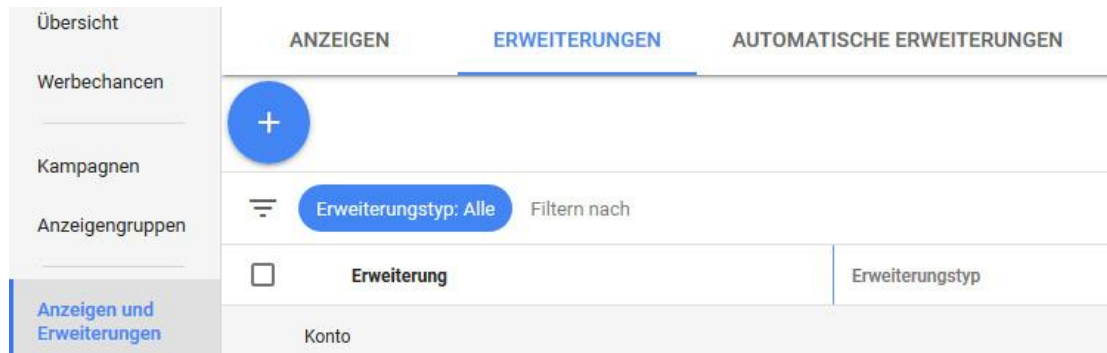 Übersicht
Werbechancen
Kampagnen
Anzeigengruppen
Anzeigen und
Erweiterungen
ANZEIGEN ERWEITERUNGEN AUTOMATISCHE ERWEITERUNGEN
+
Erweiterungstyp: Alle Filtern nach
Erweiterung Erweiterungstyp
Konto